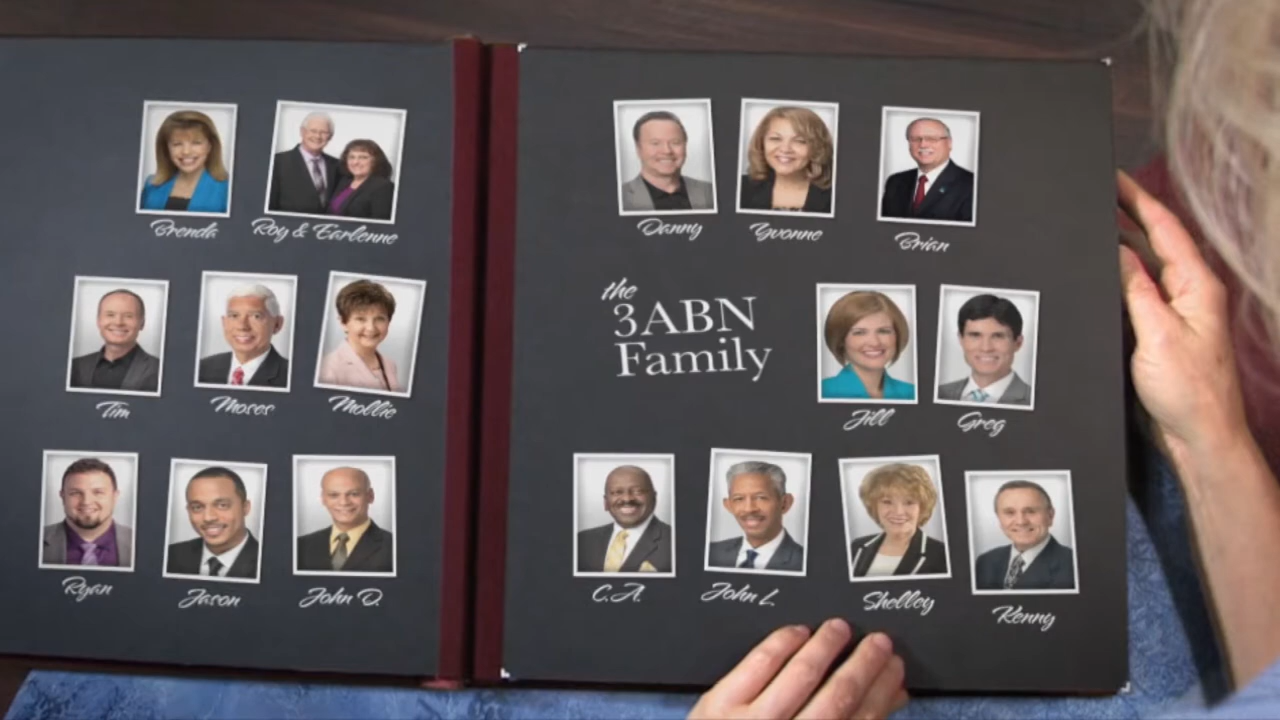 Brenda
Roy & Earlenne
Tim
Moses
Mollie
Ryan
Jason
John D.
Danny
Yvonne
Brian
the
3ABN
Family
Jill
Greg
C.A.
John L
Shelley
Kenny